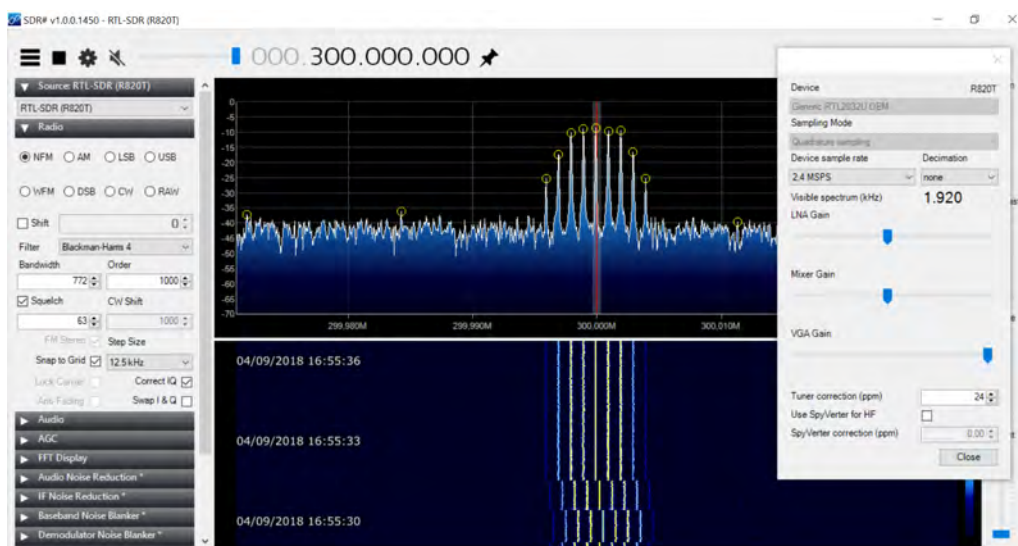 SDR# v1.0.0.1450 - RTL-SDR (R820T)
000.300.000.000
Source: RTL-SDR (R820T)
RTL-SDR (R820T)
Radio
NFM AM LSB USB
WFM DSB CW RAW
Shift 0
Filter Blackman-Harris 4
Bandwidth Order
772 1000
Squelch CW Shift
63 1000
FM Stereo Step Size
Snap to Grid 12.5 kHz
Lock Carrier Correct IQ
Anti-Fading Swap I & Q
Audio
AGC
FFT Display
Audio Noise Reduction *
IF Noise Reduction *
Baseband Noise Blanker *
Demodulator Noise Blanker *
0
-5
-10
-15
-20
-25
-30
-35
-40
-45
-50
-55
-60
-65
-70
299.980M 299.990M 300.000M 300.010M
04/09/2018 16:55:36
04/09/2018 16:55:33
04/09/2018 16:55:30
Device R820T
Generic RTL2832U OEM
Sampling Mode
Quadrature sampling
Device sample rate Decimation
2.4 MSPS none
Visible spectrum (kHz) 1.920
LNA Gain
Mixer Gain
VGA Gain
Tuner correction (ppm) 24
Use SpyVerter for HF
SpyVerter correction (ppm) 0.00
Close